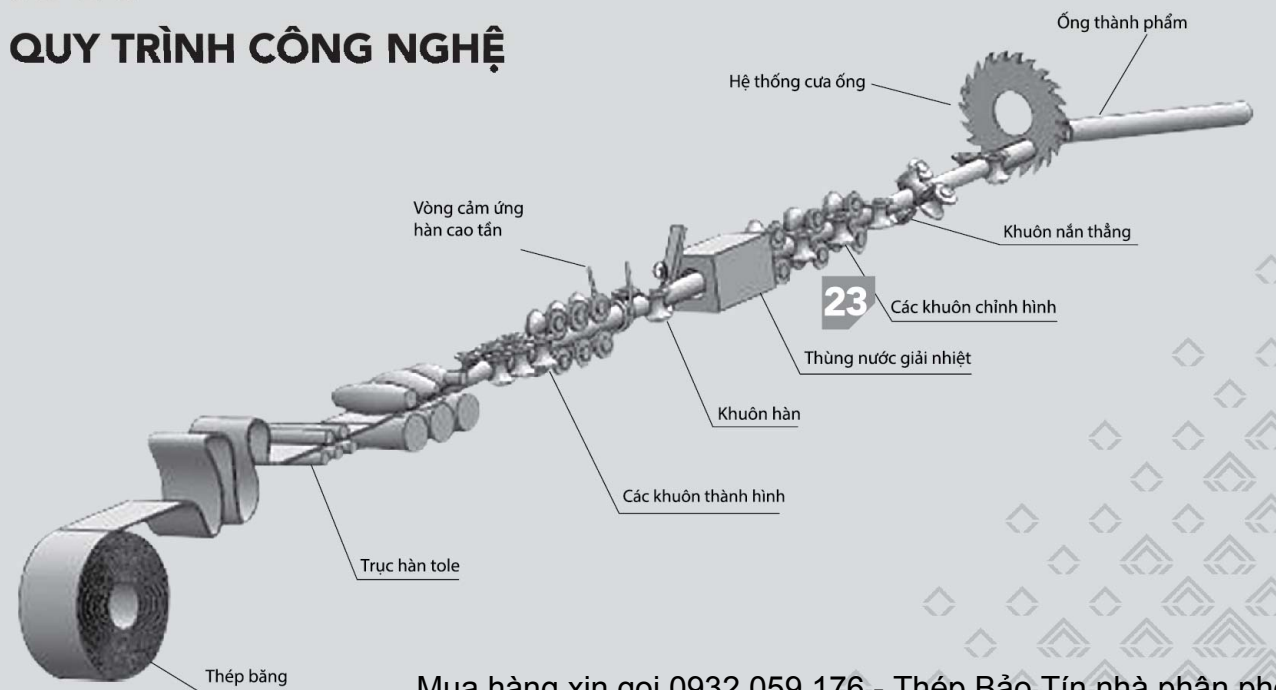 QUY TRÌNH CÔNG NGHỆ
Ống thành phẩm
Hệ thống cưa ống
Vòng cảm ứng
hàn cao tần
Khuôn nắn thẳng
23
Các khuôn chỉnh hình
Thùng nước giải nhiệt
Khuôn hàn
Các khuôn thành hình
Trục hàn tole
Thép băng
Mua hàng xin gọi 0932 059 176 - Thép Bảo Tín nhà phân ph